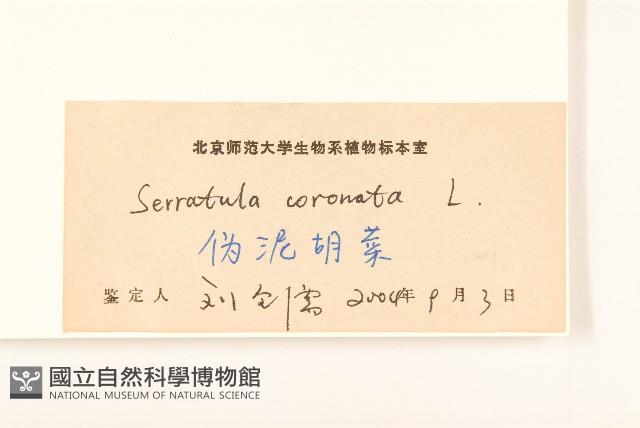 北京师范大学生物系植物标本室
Serratula coronata L.
伪泥胡菜
鉴定人 刘全儒 2004年9月3日
國立自然科學博物館
NATIONAL MUSEUM OF NATURAL SCIENCE